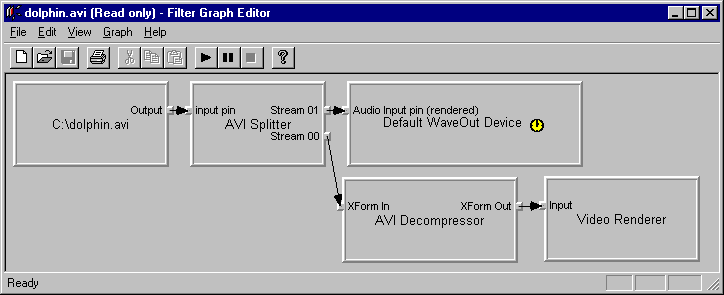 dolphin.avi (Read only) - Filter Graph Editor
File Edit View Graph Help
Output
C:\dolphin.avi
input pin Stream 01
AVI Splitter
Stream 00
Audio Input pin (rendered)
Default WaveOut Device
XForm In XForm Out
AVI Decompressor
Input
Video Renderer
Ready